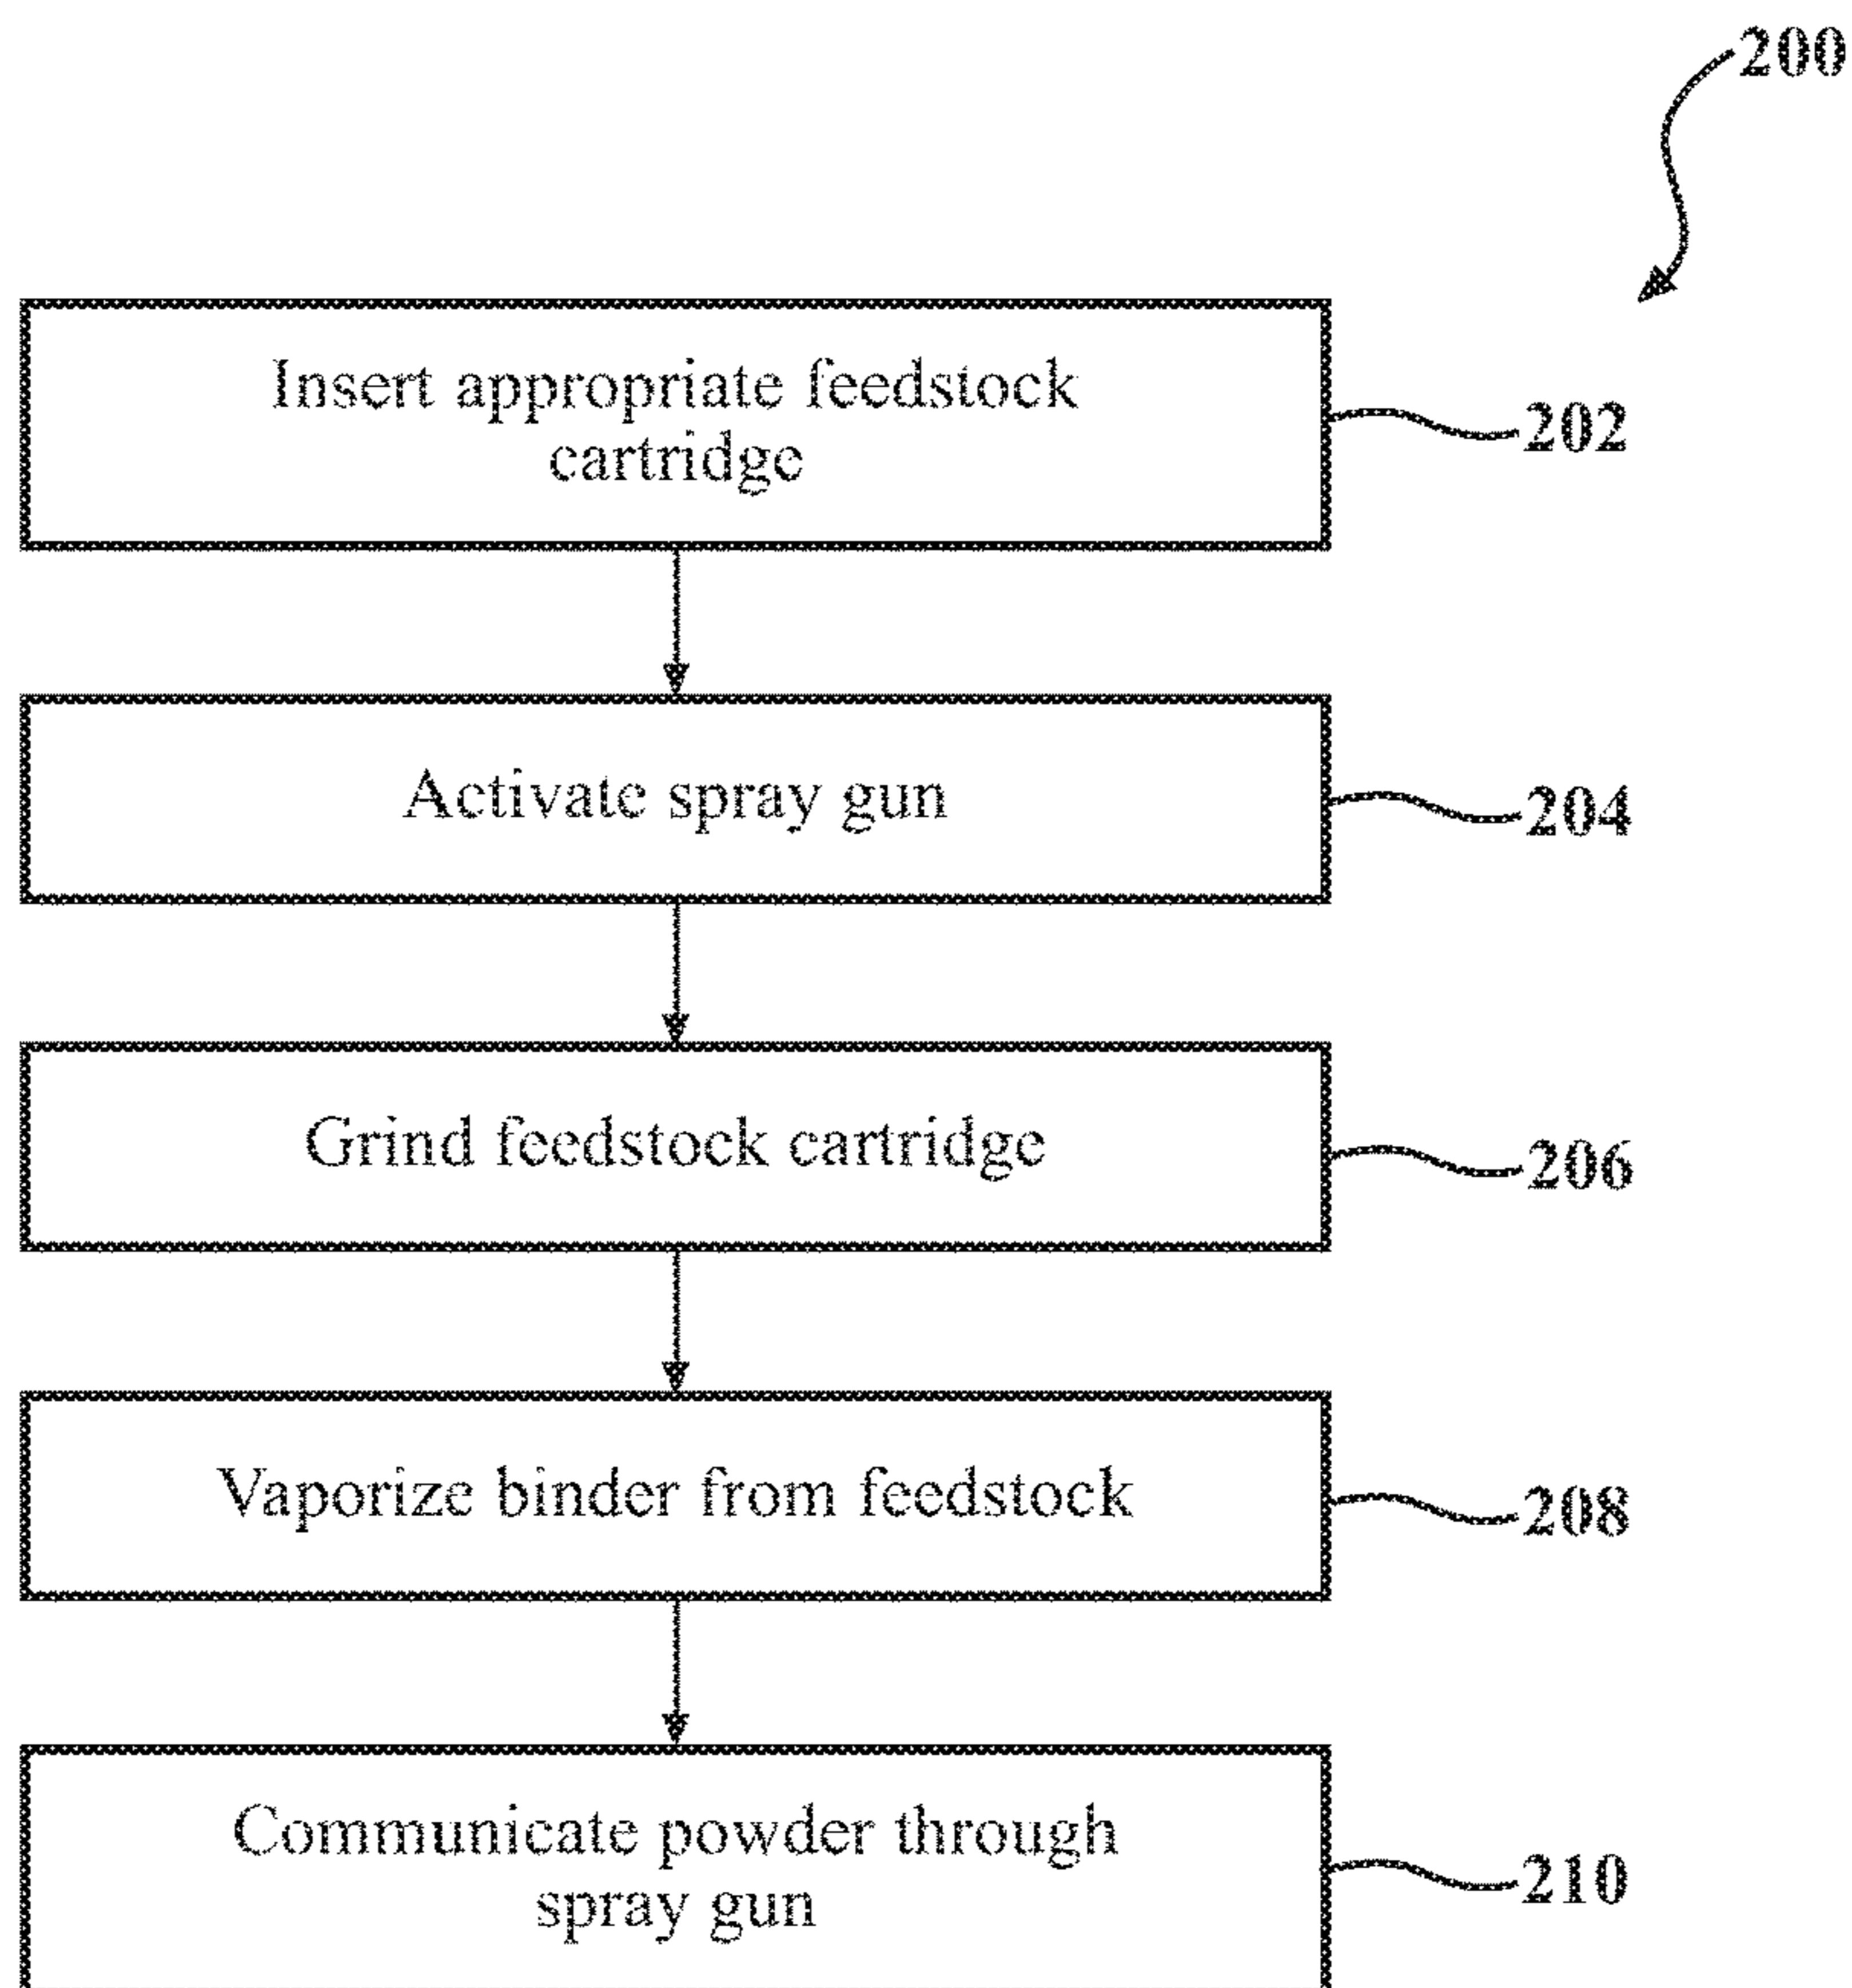 200
Insert appropriate feedstock
cartridge
202
Activate spray gun
204
Grind feedstock cartridge
206
Vaporize binder from feedstock
208
Communicate powder through
spray gun
210